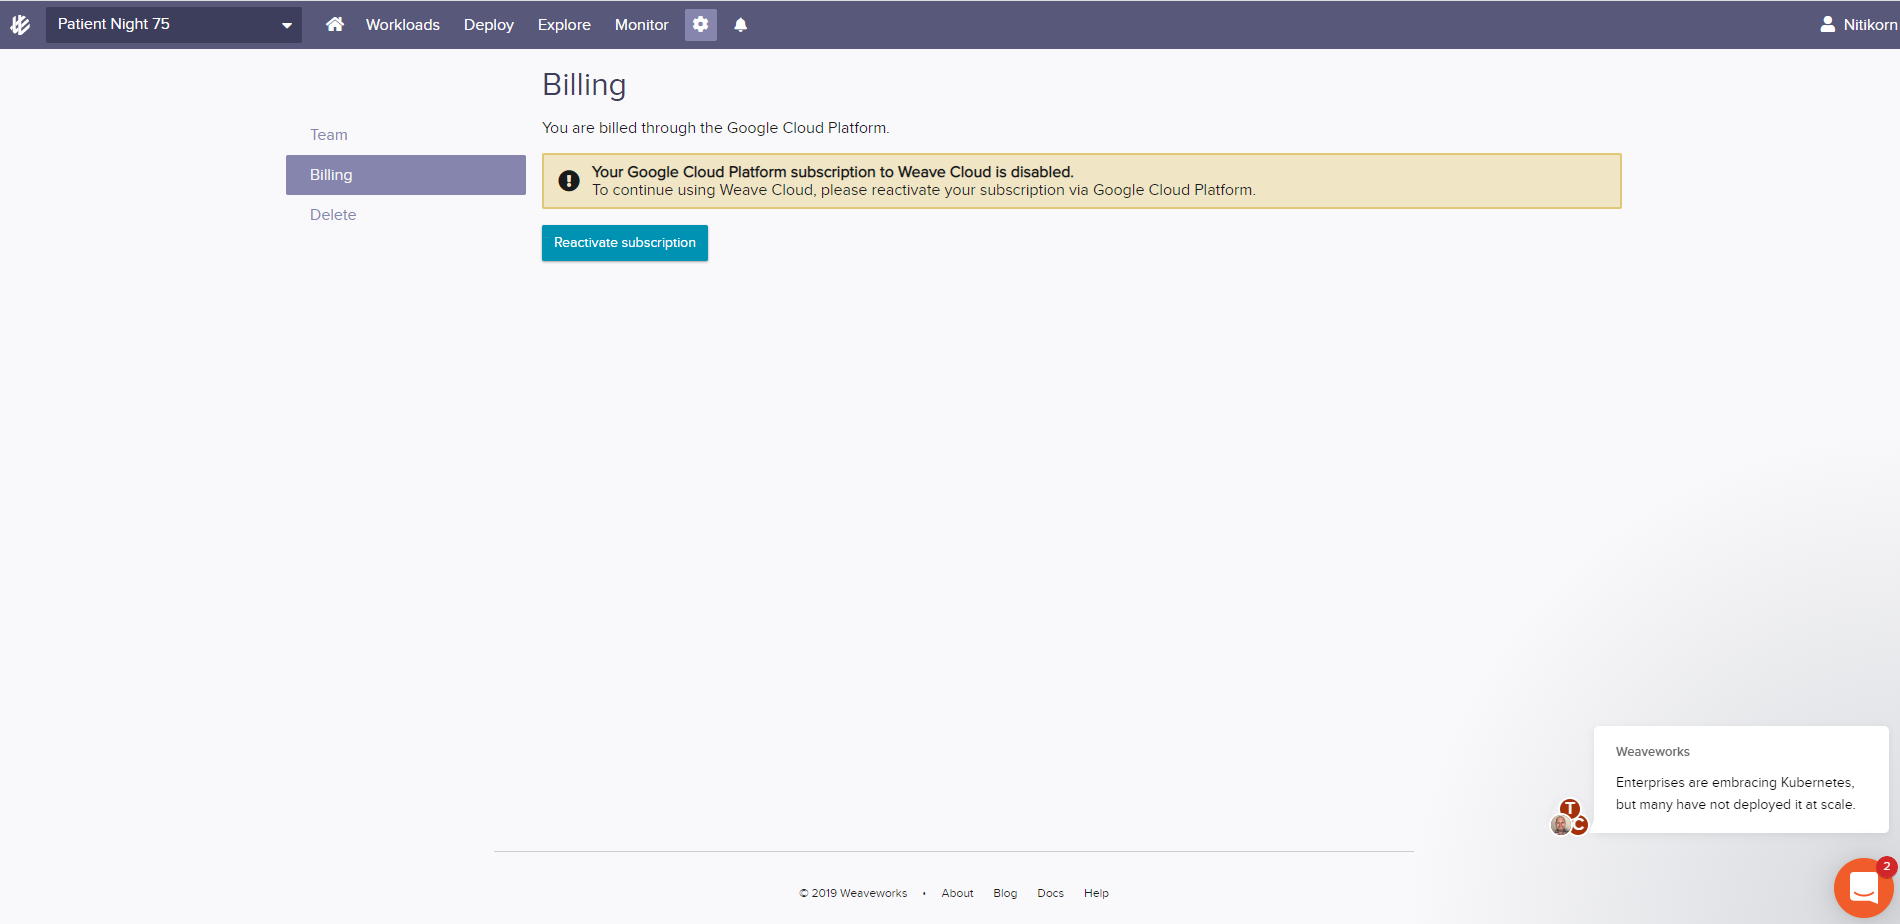 Patient Night 75
Workloads
Deploy
Explore
Monitor
Nitikorn
Billing
Team
Billing
Delete
You are billed through the Google Cloud Platform.
Your Google Cloud Platform subscription to Weave Cloud is disabled.
To continue using Weave Cloud, please reactivate your subscription via Google Cloud Platform.
Reactivate subscription
Weaveworks
Enterprises are embracing Kubernetes,
but many have not deployed it at scale.
T
C
2
© 2019 Weaveworks • About Blog Docs Help